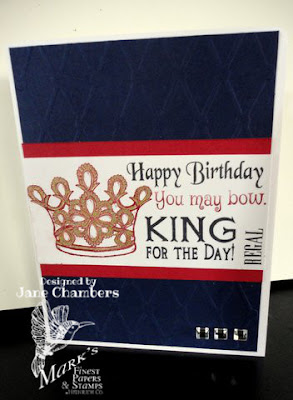 Happy Birthday
You may bow.
KING
FOR THE DAY!
REGAL
Designed by
Jane Chambers
Mark's
FINEST
PAPERS
& STAMPS